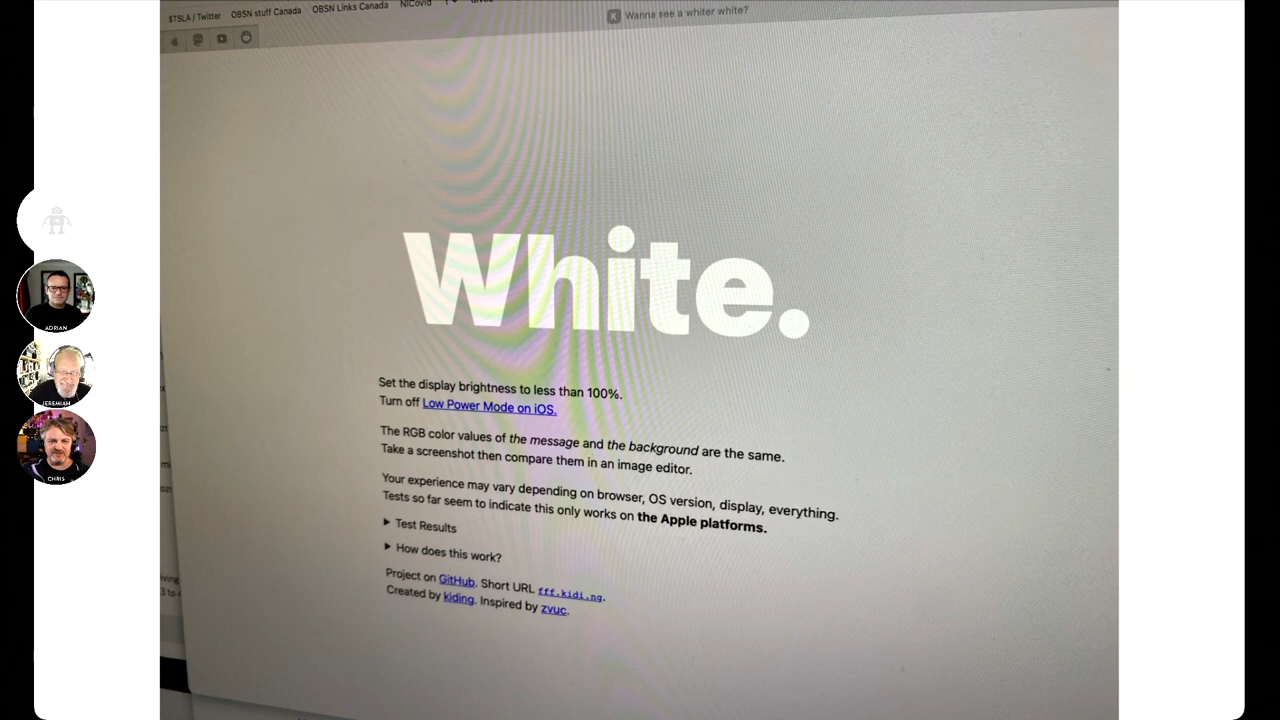 $TSLA / Twitter OBSN stuff Canada OBSN Links Canada NICovid
Wanna see a whiter white?
White.
Set the display brightness to less than 100%.
Turn off Low Power Mode on iOS.
The RGB color values of the message and the background are the same.
Take a screenshot then compare them in an image editor.
Your experience may vary depending on browser, OS version, display, everything.
Tests so far seem to indicate this only works on the Apple platforms.
Test Results
How does this work?
Project on GitHub. Short URL fff.kidi.ng.
Created by kiding. Inspired by zvuc.
ADRIAN
JEREMIAH
CHRIS